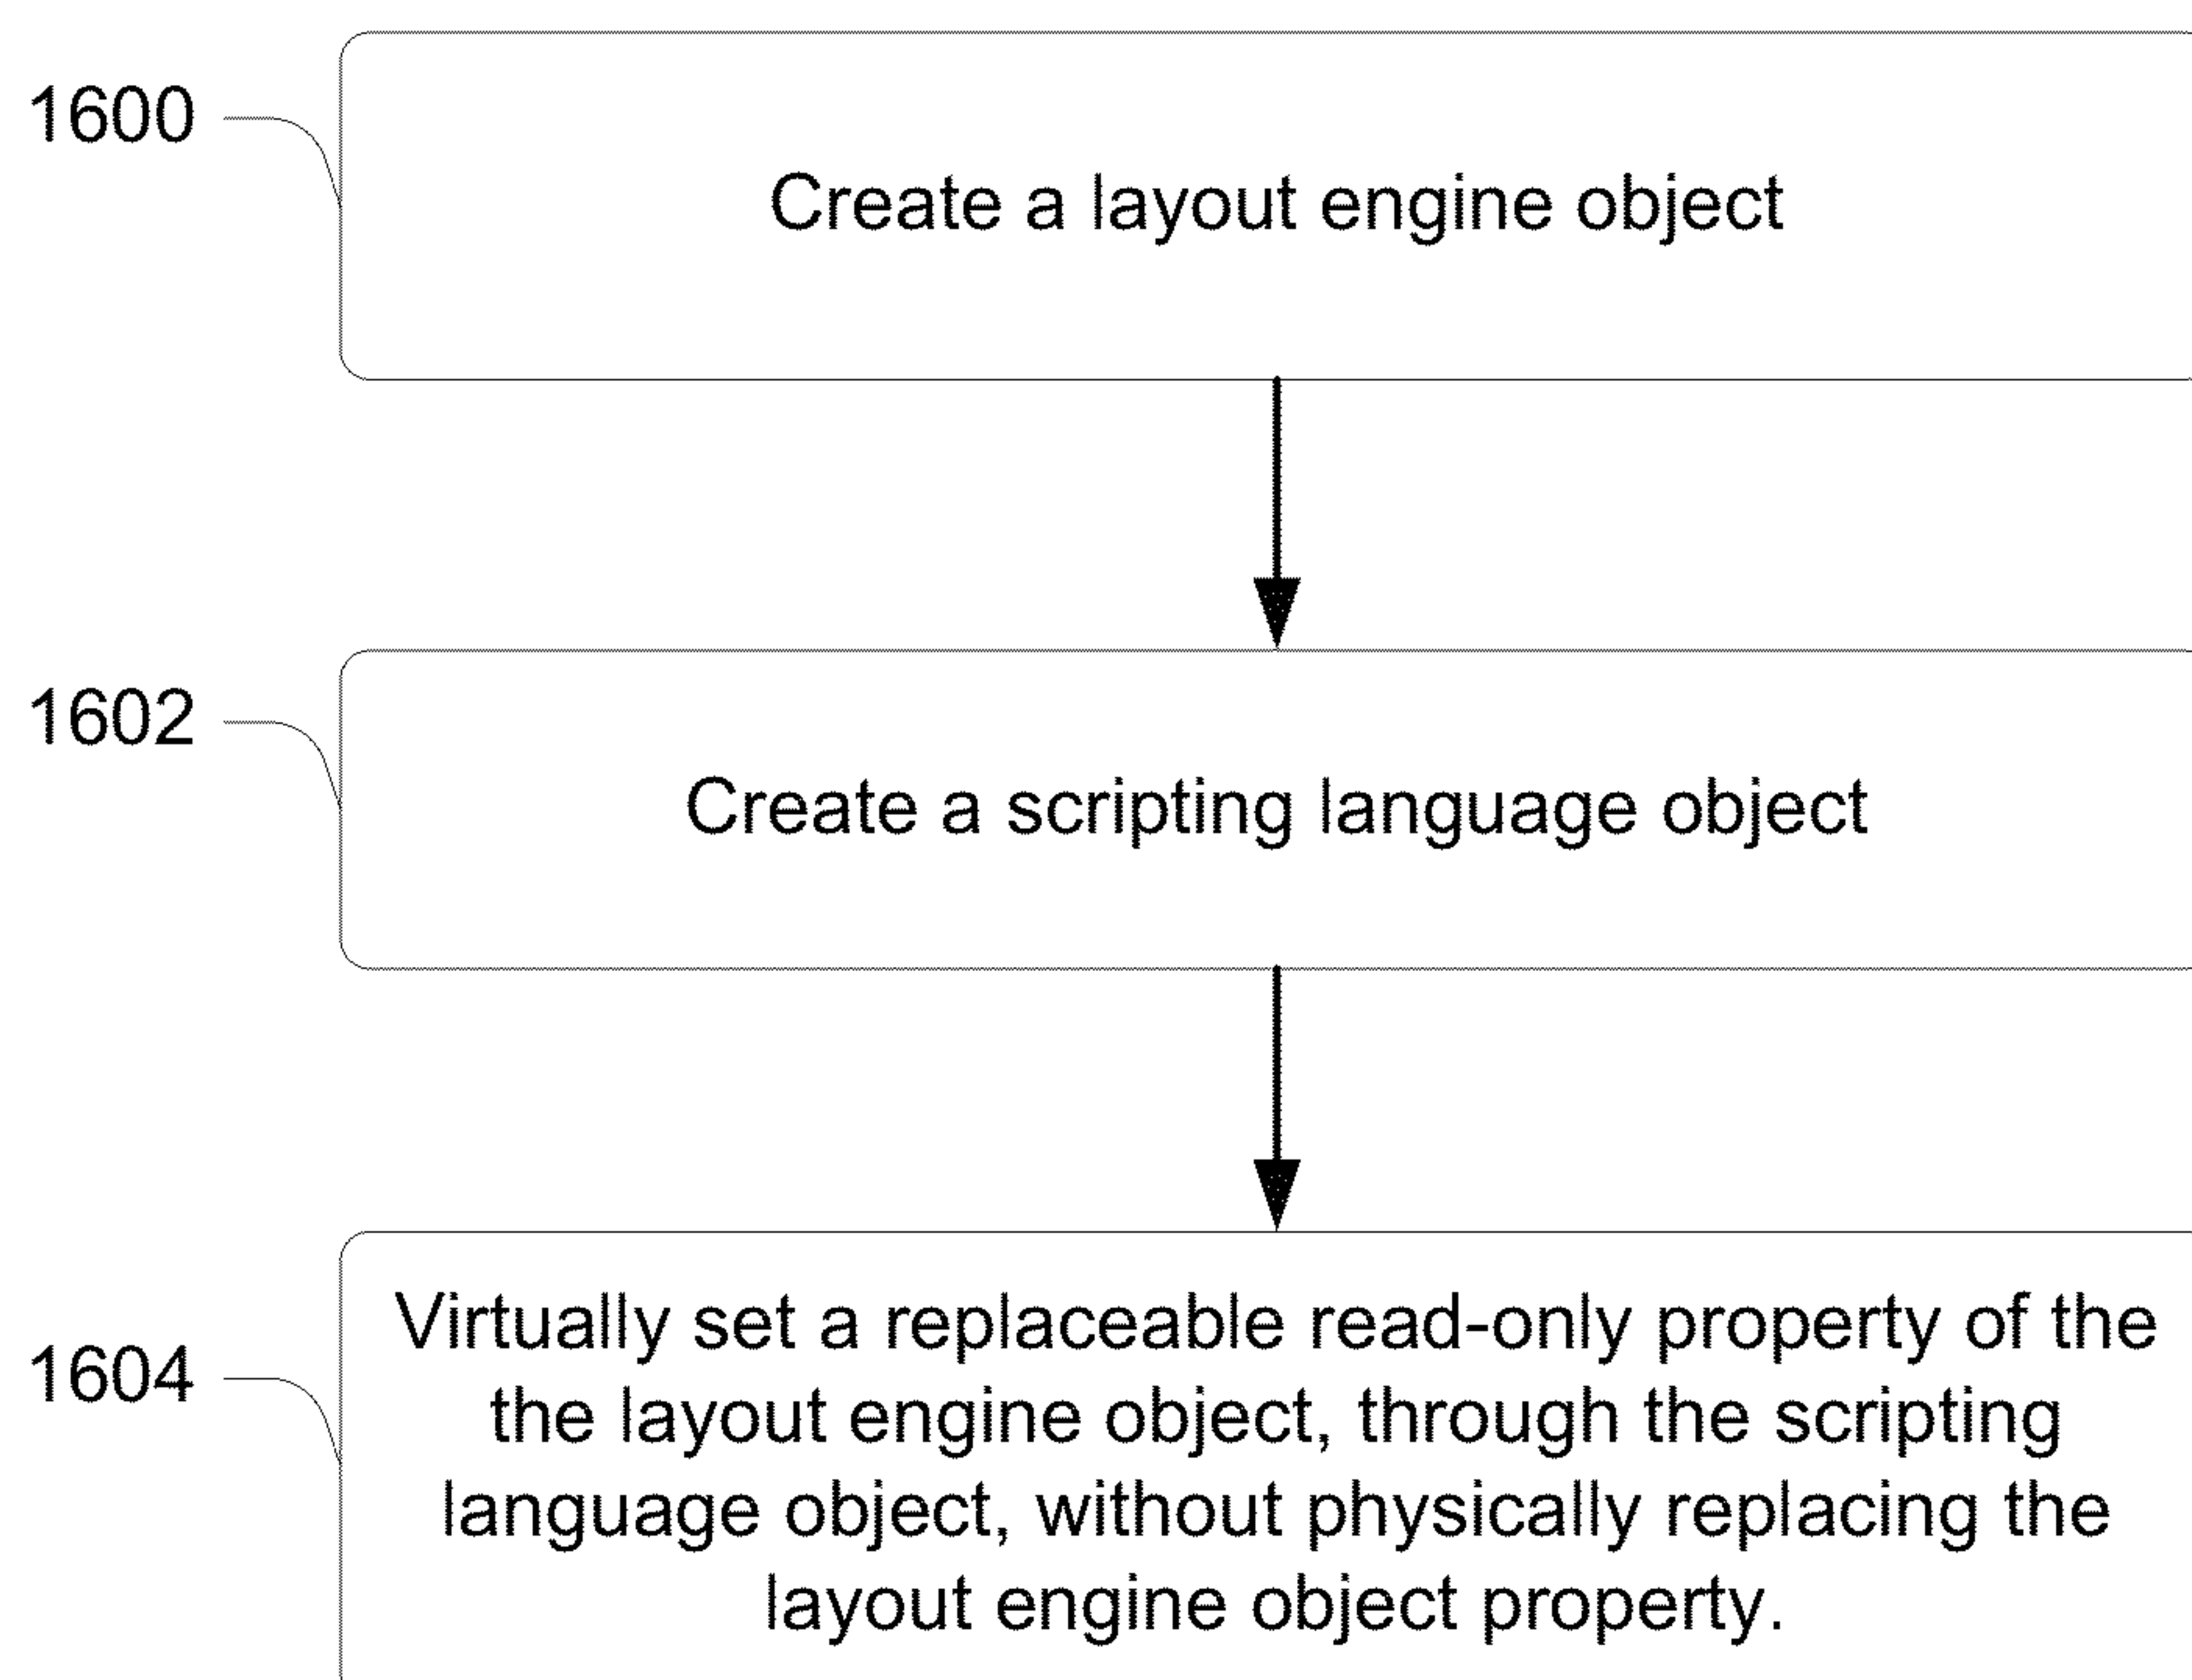 1600
Create a layout engine object
1602
Create a scripting language object
1604
Virtually set a replaceable read-only property of the
the layout engine object, through the scripting
language object, without physically replacing the
layout engine object property.